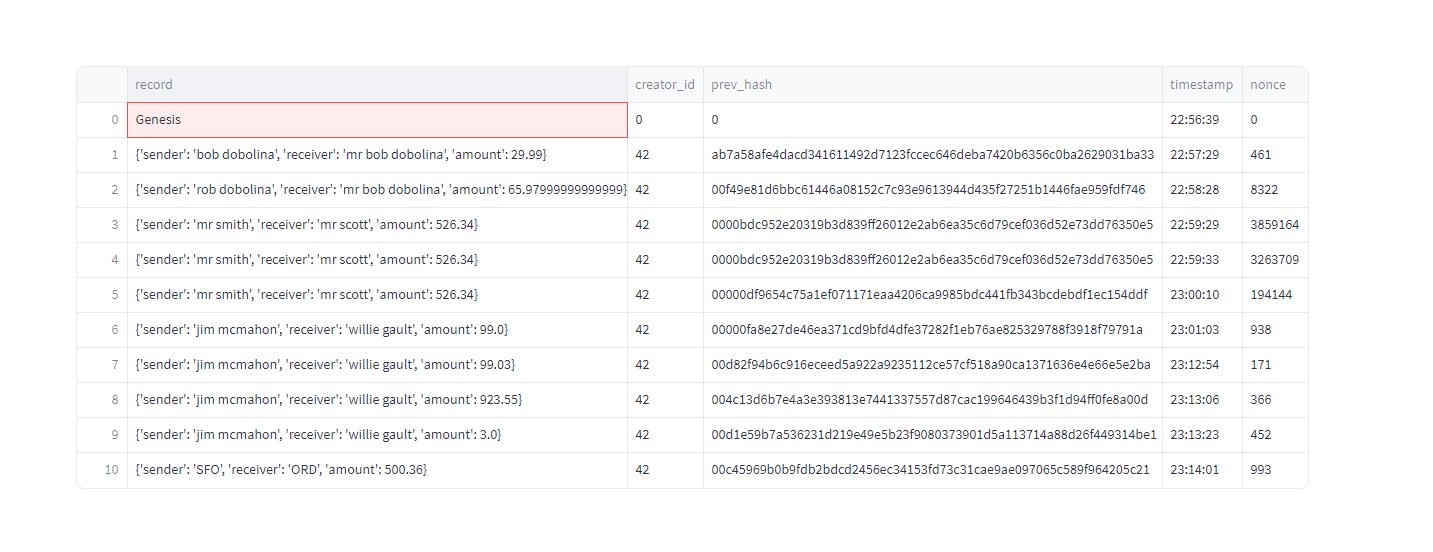 record creator_id prev_hash timestamp nonce
0 Genesis 0 0 22:56:39 0
1 {'sender': 'bob dobolina', 'receiver': 'mr bob dobolina', 'amount': 29.99} 42 ab7a58afe4dacd341611492d7123fccec646deba7420b6356c0ba2629031ba33 22:57:29 461
2 {'sender': 'rob dobolina', 'receiver': 'mr bob dobolina', 'amount': 65.97999999999999} 42 00f49e81d6bbc61446a08152c7c93e9613944d435f27251b1446fae959fdf746 22:58:28 8322
3 {'sender': 'mr smith', 'receiver': 'mr scott', 'amount': 526.34} 42 0000bdc952e20319b3d839ff26012e2ab6ea35c6d79cef036d52e73dd76350e5 22:59:29 3859164
4 {'sender': 'mr smith', 'receiver': 'mr scott', 'amount': 526.34} 42 0000bdc952e20319b3d839ff26012e2ab6ea35c6d79cef036d52e73dd76350e5 22:59:33 3263709
5 {'sender': 'mr smith', 'receiver': 'mr scott', 'amount': 526.34} 42 00000df9654c75a1ef071171eaa4206ca9985bdc441fb343bcdebdf1ec154ddf 23:00:10 194144
6 {'sender': 'jim mcmahon', 'receiver': 'willie gault', 'amount': 99.0} 42 00000fa8e27de46ea371cd9bfd4dfe37282f1eb76ae825329788f3918f79791a 23:01:03 938
7 {'sender': 'jim mcmahon', 'receiver': 'willie gault', 'amount': 99.03} 42 00d82f94b6c916eceed5a922a9235112ce57cf518a90ca1371636e4e66e5e2ba 23:12:54 171
8 {'sender': 'jim mcmahon', 'receiver': 'willie gault', 'amount': 923.55} 42 004c13d6b7e4a3e393813e7441337557d87cac199646439b3f1d94ff0fe8a00d 23:13:06 366
9 {'sender': 'jim mcmahon', 'receiver': 'willie gault', 'amount': 3.0} 42 00d1e59b7a536231d219e49e5b23f9080373901d5a113714a88d26f449314be1 23:13:23 452
10 {'sender': 'SFO', 'receiver': 'ORD', 'amount': 500.36} 42 00c45969b0b9fdb2bdcd2456ec34153fd73c31cae9ae097065c589f964205c21 23:14:01 993